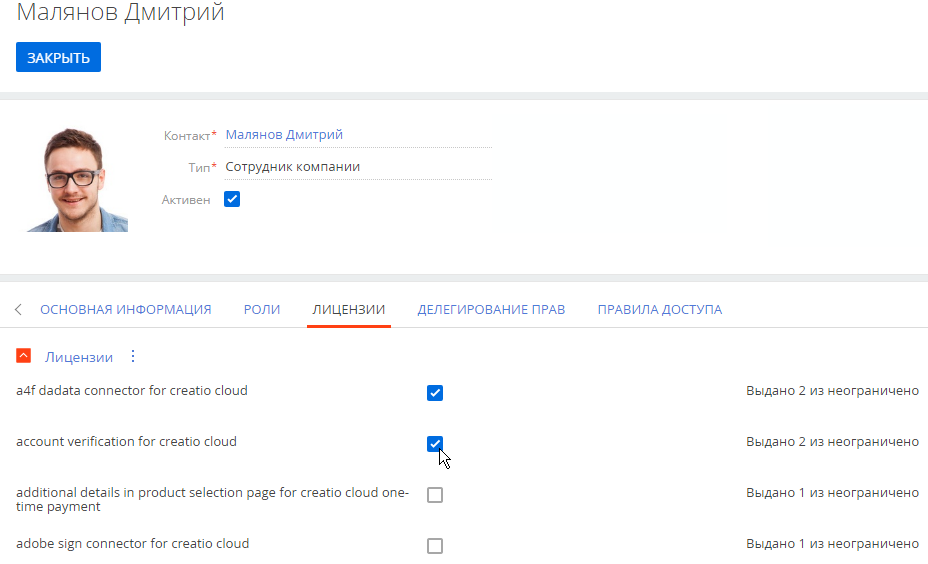 Малянов Дмитрий
ЗАКРЫТЬ
Контакт* Малянов Дмитрий
Тип* Сотрудник компании
Активен
ОСНОВНАЯ ИНФОРМАЦИЯ РОЛИ ЛИЦЕНЗИИ ДЕЛЕГИРОВАНИЕ ПРАВ ПРАВИЛА ДОСТУПА
Лицензии
a4f dadata connector for creatio cloud Выдано 2 из неограничено
account verification for creatio cloud Выдано 2 из неограничено
additional details in product selection page for creatio cloud one- Выдано 1 из неограничено
time payment
adobe sign connector for creatio cloud Выдано 1 из неограничено